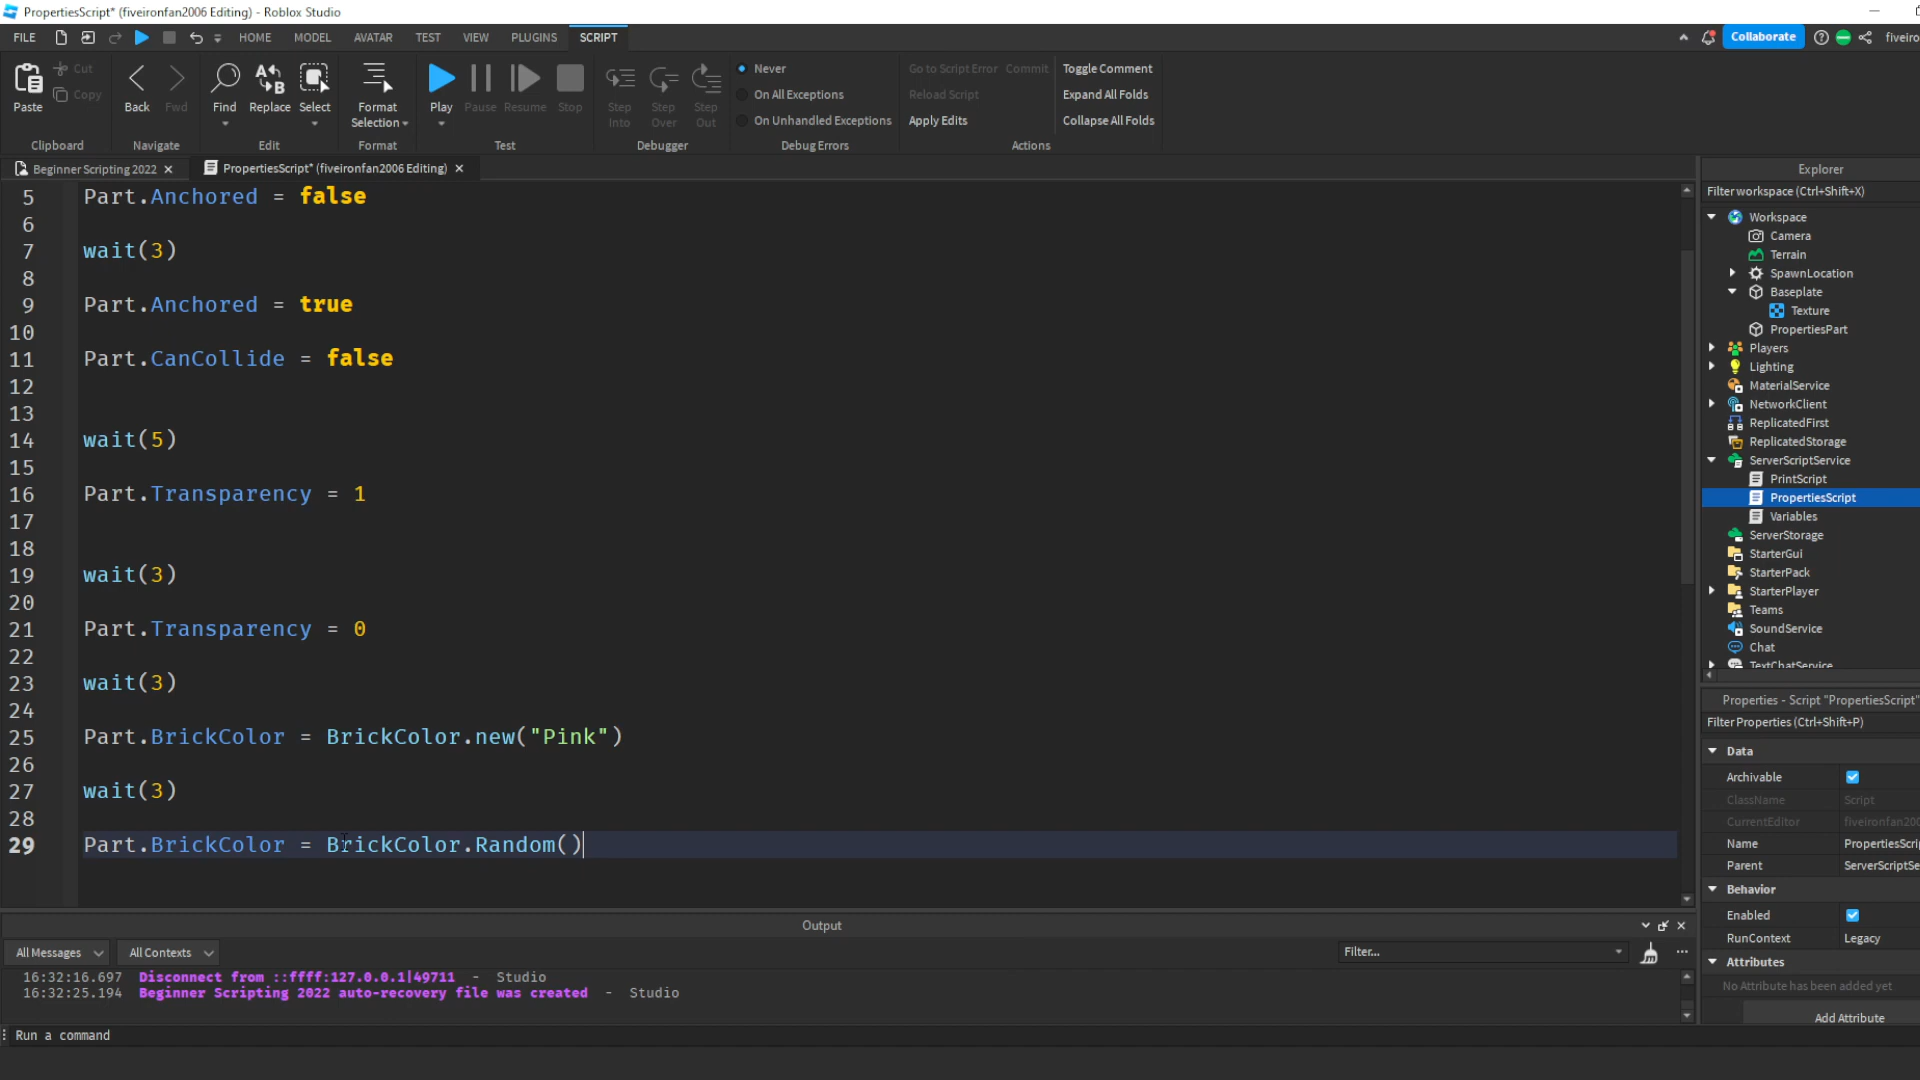 PropertiesScript* (fiveironfan2006 Editing) - Roblox Studio
FILE HOME MODEL AVATAR TEST VIEW PLUGINS SCRIPT Collaborate fiveiro
Paste Cut Copy Back Fwd Find Replace Select Format Selection Play Pause Resume Stop Step Into Step Over Step Out
Never Go to Script Error Commit Toggle Comment
On All Exceptions Reload Script Expand All Folds
On Unhandled Exceptions Apply Edits Collapse All Folds
Clipboard Navigate Edit Format Test Debugger Debug Errors Actions
Beginner Scripting 2022 PropertiesScript* (fiveironfan2006 Editing)
5 Part.Anchored = false
6
7 wait(3)
8
9 Part.Anchored = true
10
11 Part.CanCollide = false
12
13
14 wait(5)
15
16 Part.Transparency = 1
17
18
19 wait(3)
20
21 Part.Transparency = 0
22
23 wait(3)
24
25 Part.BrickColor = BrickColor.new("Pink")
26
27 wait(3)
28
29 Part.BrickColor = BrickColor.Random()
Explorer
Filter workspace (Ctrl+Shift+X)
Workspace
Camera
Terrain
SpawnLocation
Baseplate
Texture
PropertiesPart
Players
Lighting
MaterialService
NetworkClient
ReplicatedFirst
ReplicatedStorage
ServerScriptService
PrintScript
PropertiesScript
Variables
ServerStorage
StarterGui
StarterPack
StarterPlayer
Teams
SoundService
Chat
TextChatService
Properties - Script "PropertiesScript"
Filter Properties (Ctrl+Shift+P)
Data
Archivable
ClassName Script
CurrentEditor fiveironfan200
Name PropertiesScri
Parent ServerScriptSe
Behavior
Enabled
RunContext Legacy
Attributes
No Attribute has been added yet
Add Attribute
Output
All Messages All Contexts Filter...
16:32:16.697 Disconnect from ::ffff:127.0.0.1|49711 - Studio
16:32:25.194 Beginner Scripting 2022 auto-recovery file was created - Studio
Run a command